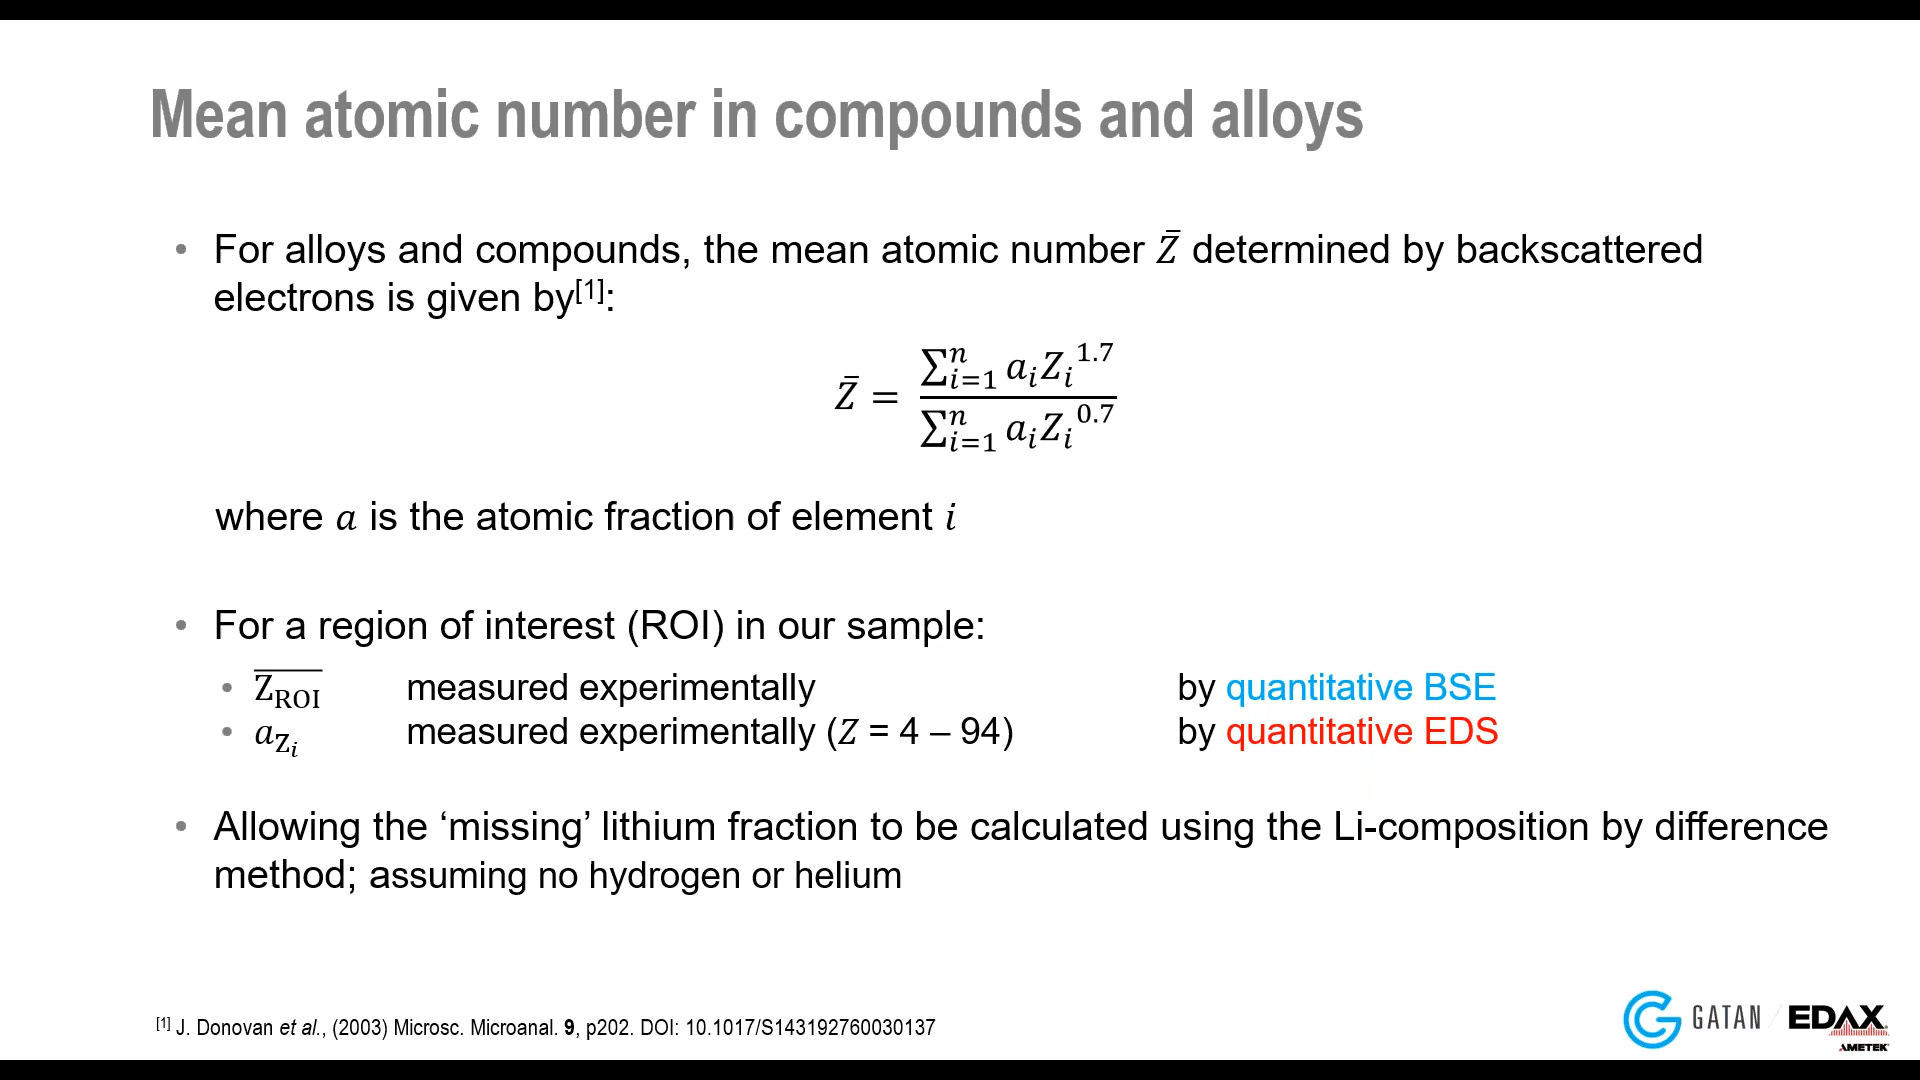 Mean atomic number in compounds and alloys
• For alloys and compounds, the mean atomic number Z̄ determined by backscattered
electrons is given by[1]:
Z̄ = ∑ⁿᵢ₌₁ aᵢZᵢ^1.7 / ∑ⁿᵢ₌₁ aᵢZᵢ^0.7
where a is the atomic fraction of element i
• For a region of interest (ROI) in our sample:
• Z̅_ROI measured experimentally by quantitative BSE
• a_Zᵢ measured experimentally (Z = 4 – 94) by quantitative EDS
• Allowing the ‘missing’ lithium fraction to be calculated using the Li-composition by difference
method; assuming no hydrogen or helium
[1] J. Donovan et al., (2003) Microsc. Microanal. 9, p202. DOI: 10.1017/S143192760030137
GATAN / EDAX
AMETEK